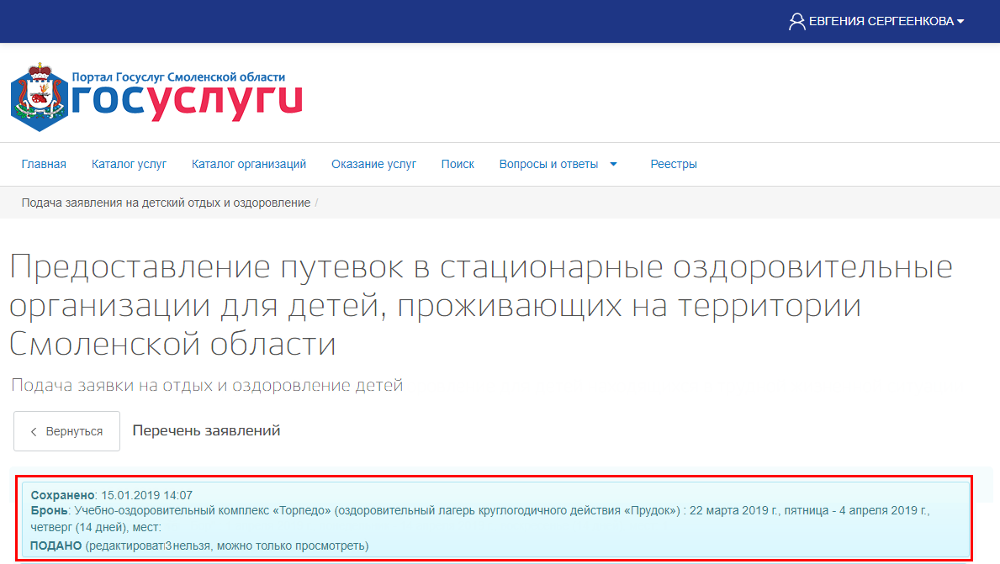 ЕВГЕНИЯ СЕРГЕЕНКОВА
Портал Госуслуг Смоленской области
госуслуги
Главная Каталог услуг Каталог организаций Оказание услуг Поиск Вопросы и ответы Реестры
Подача заявления на детский отдых и оздоровление /
Предоставление путевок в стационарные оздоровительные
организации для детей, проживающих на территории
Смоленской области
Подача заявки на отдых и оздоровление детей
Вернуться Перечень заявлений
Сохранено: 15.01.2019 14:07
Бронь: Учебно-оздоровительный комплекс «Торпедо» (оздоровительный лагерь круглогодичного действия «Прудок») : 22 марта 2019 г., пятница - 4 апреля 2019 г.,
четверг (14 дней), мест:
ПОДАНО (редактироват3нельзя, можно только просмотреть)